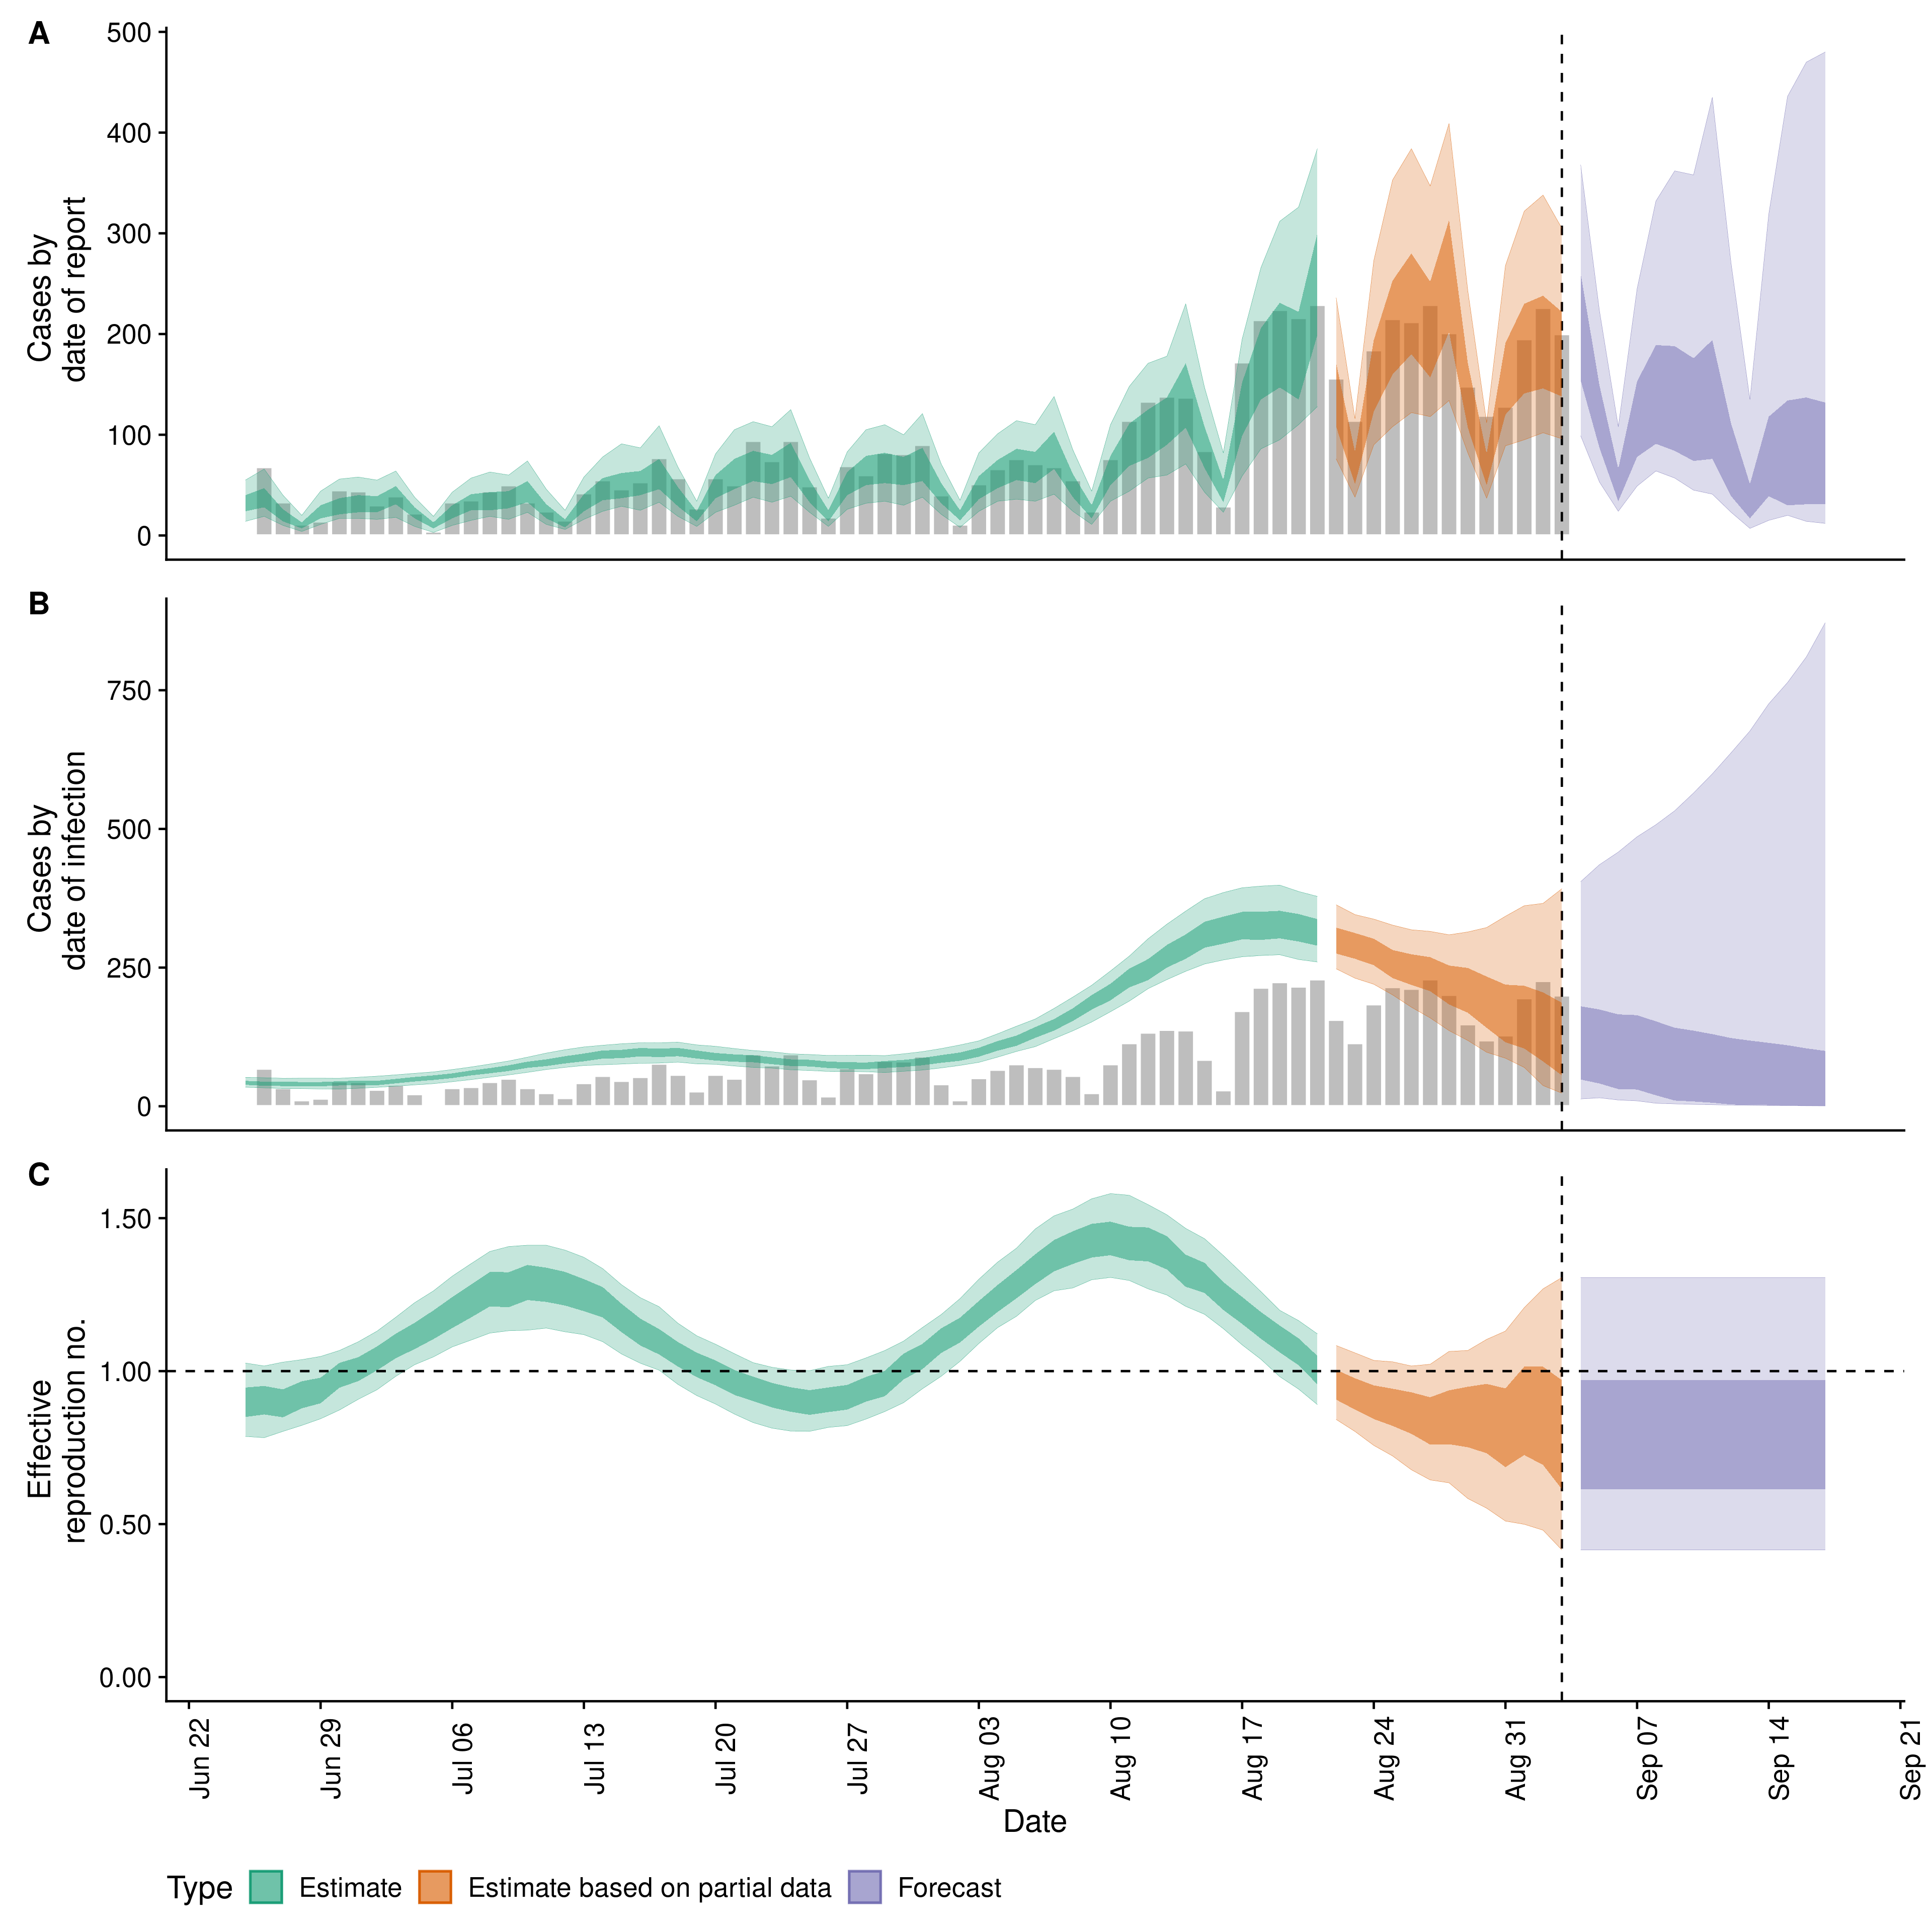 A
Cases by
date of report
500
400
300
200
100
0
B
Cases by
date of infection
750
500
250
0
C
Effective
reproduction no.
1.50
1.00
0.50
0.00
Jun 22
Jun 29
Jul 06
Jul 13
Jul 20
Jul 27
Aug 03
Aug 10
Aug 17
Aug 24
Aug 31
Sep 07
Sep 14
Sep 21
Date
Type Estimate Estimate based on partial data Forecast